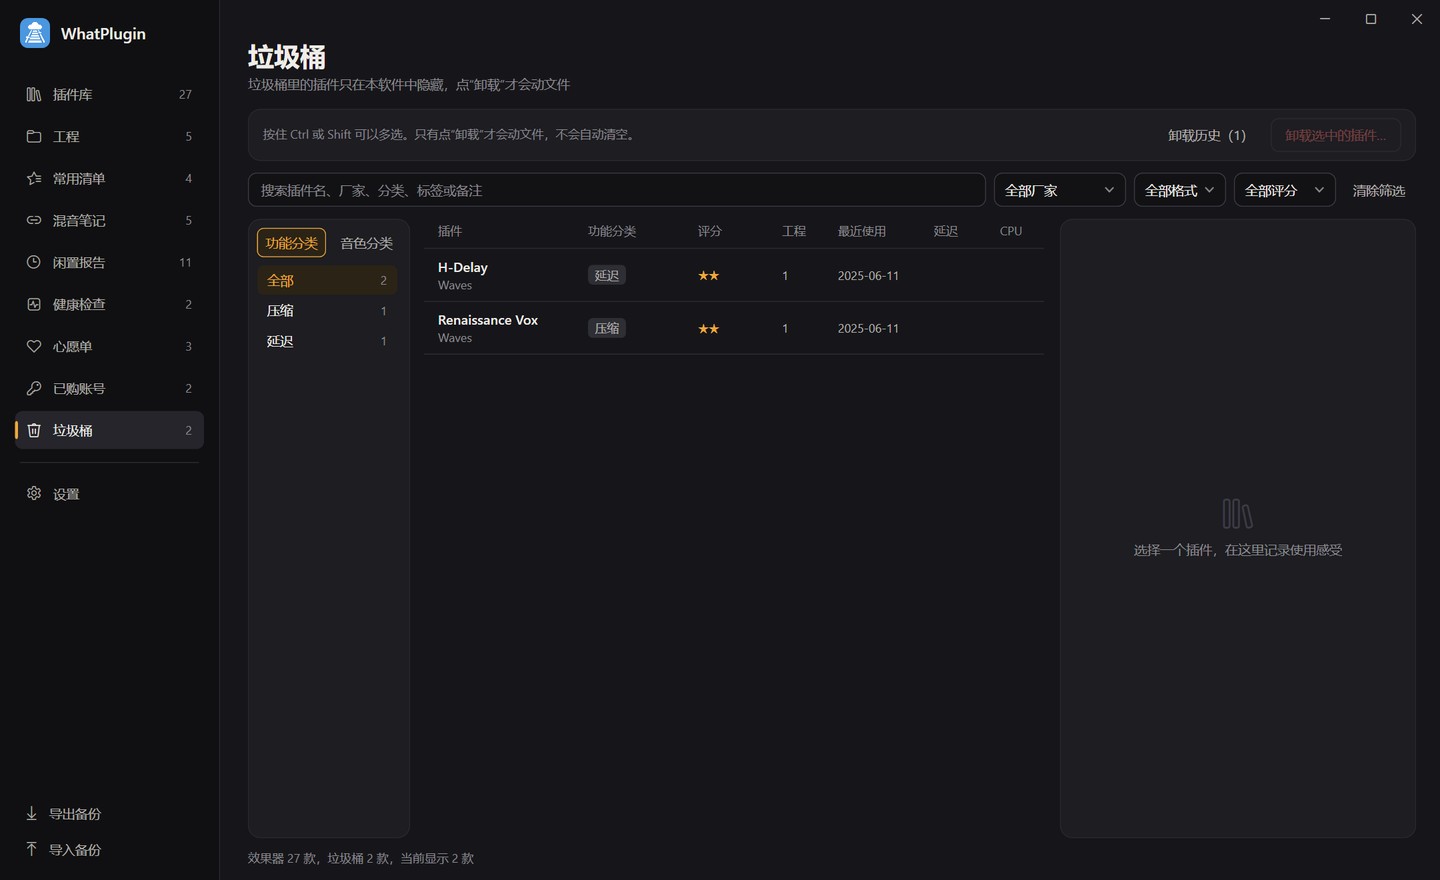 WhatPlugin
插件库 27
工程 5
常用清单 4
混音笔记 5
闲置报告 11
健康检查 2
心愿单 3
已购账号 2
垃圾桶 2
设置
导出备份
导入备份
垃圾桶
垃圾桶里的插件只在本软件中隐藏，点"卸载"才会动文件
按住 Ctrl 或 Shift 可以多选。只有点"卸载"才会动文件，不会自动清空。
卸载历史（1）
卸载选中的插件...
搜索插件名、厂家、分类、标签或备注
全部厂家
全部格式
全部评分
清除筛选
功能分类 音色分类
全部 2
压缩 1
延迟 1
插件 功能分类 评分 工程 最近使用 延迟 CPU
H-Delay
Waves
延迟 ★★ 1 2025-06-11
Renaissance Vox
Waves
压缩 ★★ 1 2025-06-11
选择一个插件，在这里记录使用感受
效果器 27 款，垃圾桶 2 款，当前显示 2 款